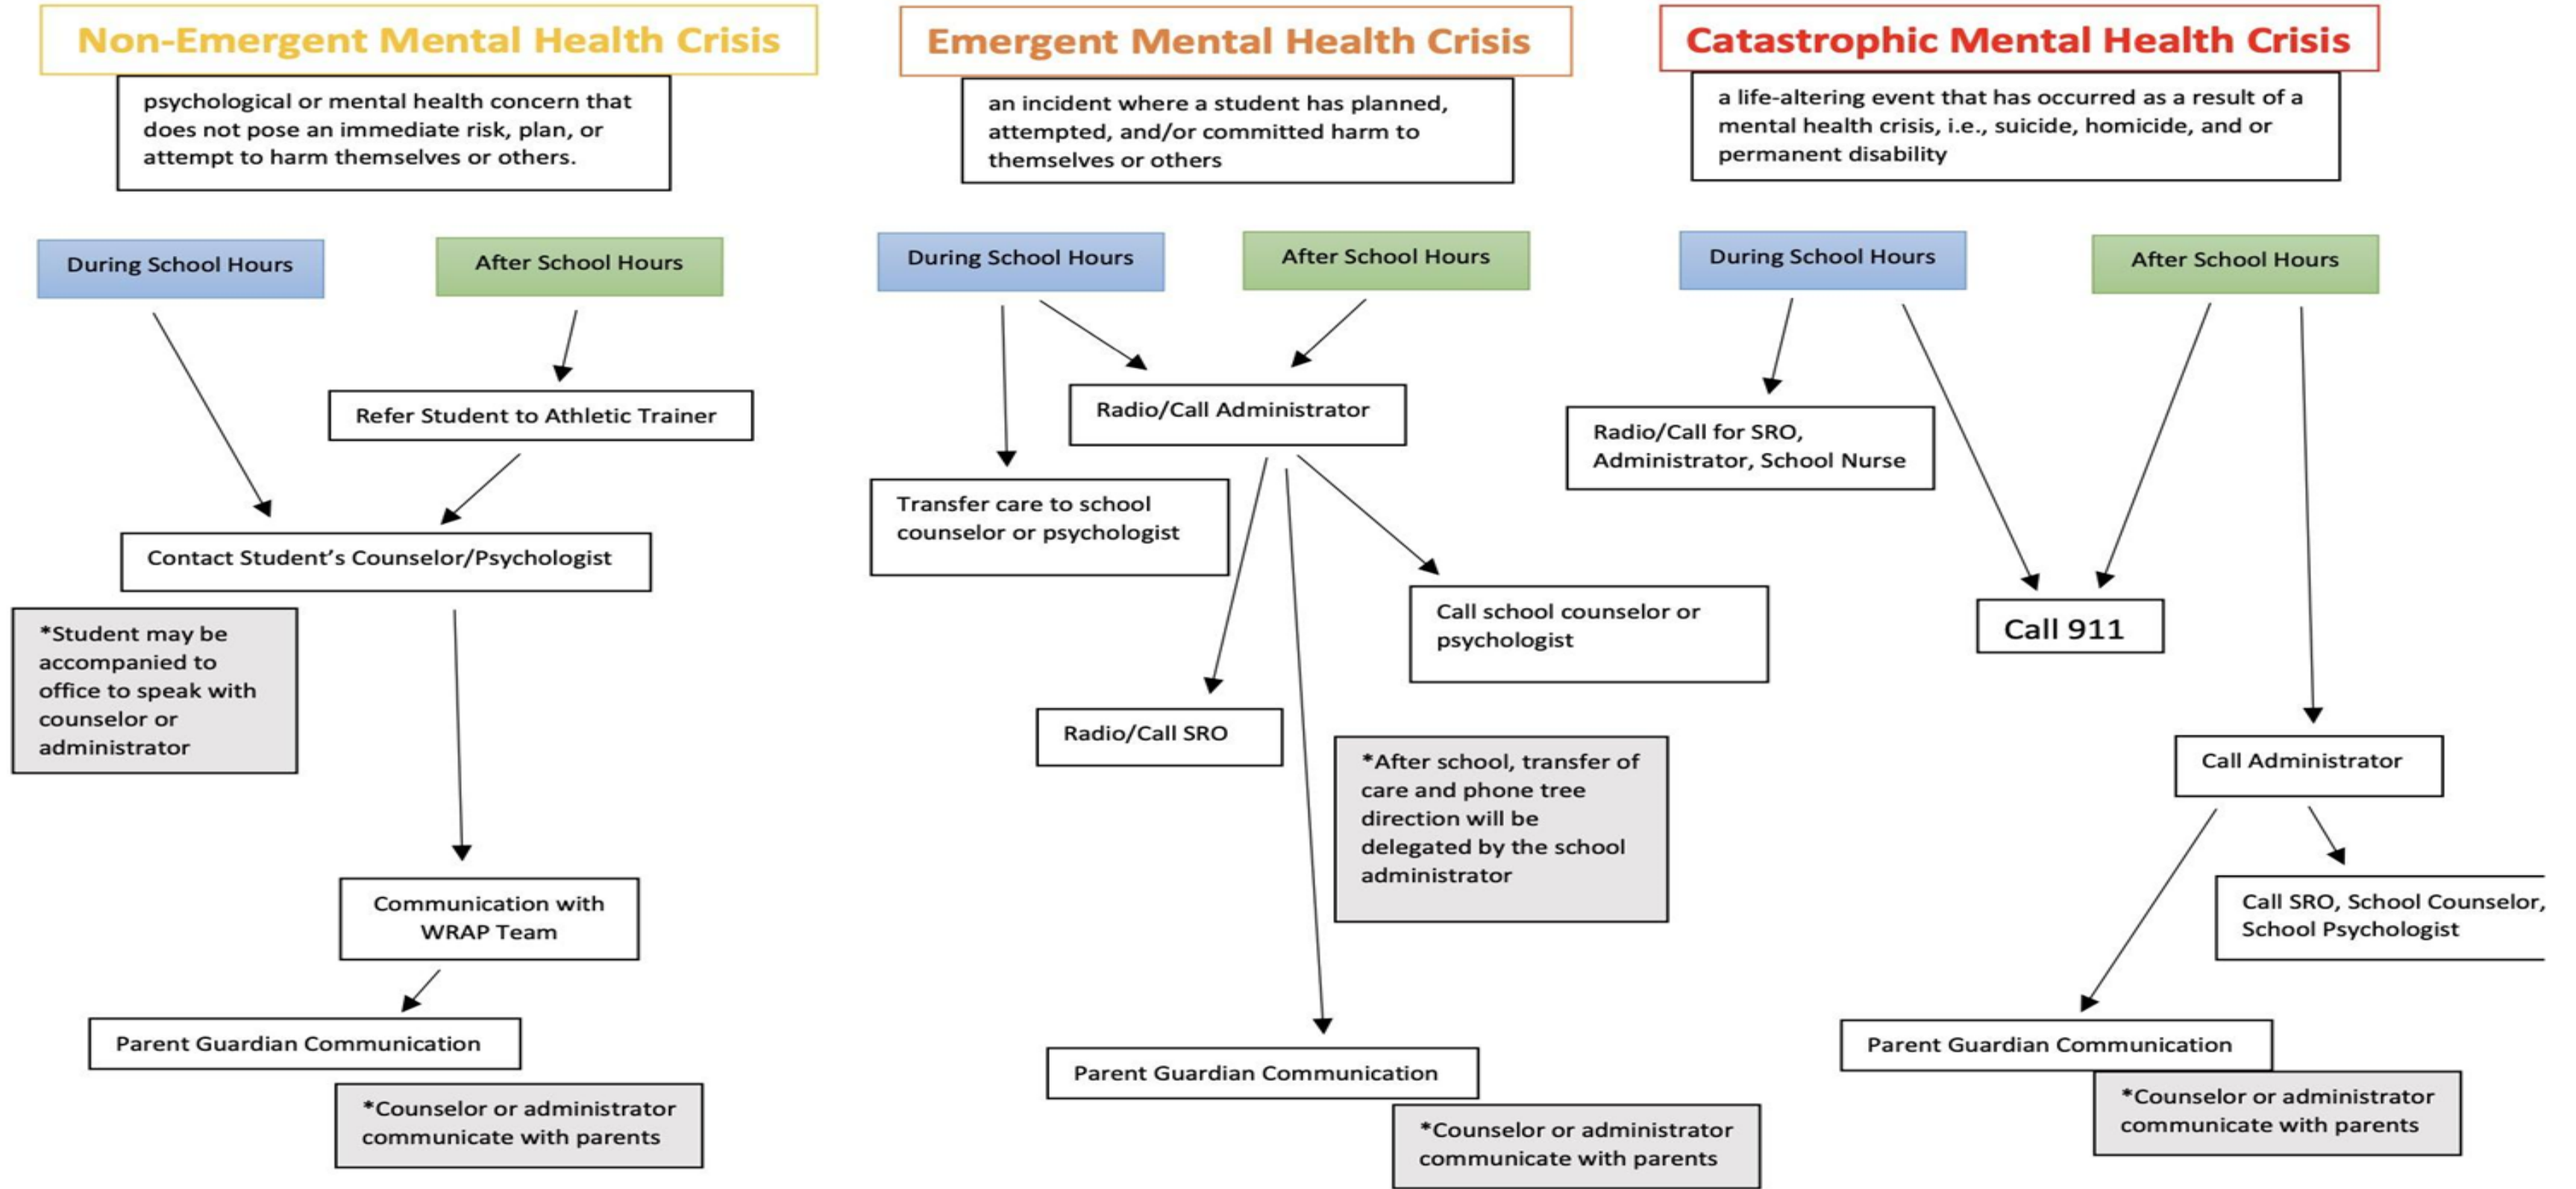 Non-Emergent Mental Health Crisis
psychological or mental health concern that
does not pose an immediate risk, plan, or
attempt to harm themselves or others.
During School Hours
After School Hours
Refer Student to Athletic Trainer
Contact Student’s Counselor/Psychologist
*Student may be
accompanied to
office to speak with
counselor or
administrator
Communication with
WRAP Team
Parent Guardian Communication
*Counselor or administrator
communicate with parents
Emergent Mental Health Crisis
an incident where a student has planned,
attempted, and/or committed harm to
themselves or others
During School Hours
After School Hours
Radio/Call Administrator
Transfer care to school
counselor or psychologist
Call school counselor or
psychologist
Radio/Call SRO
*After school, transfer of
care and phone tree
direction will be
delegated by the school
administrator
Parent Guardian Communication
*Counselor or administrator
communicate with parents
Catastrophic Mental Health Crisis
a life-altering event that has occurred as a result of a
mental health crisis, i.e., suicide, homicide, and or
permanent disability
During School Hours
After School Hours
Radio/Call for SRO,
Administrator, School Nurse
Call 911
Call Administrator
Call SRO, School Counselor,
School Psychologist
Parent Guardian Communication
*Counselor or administrator
communicate with parents